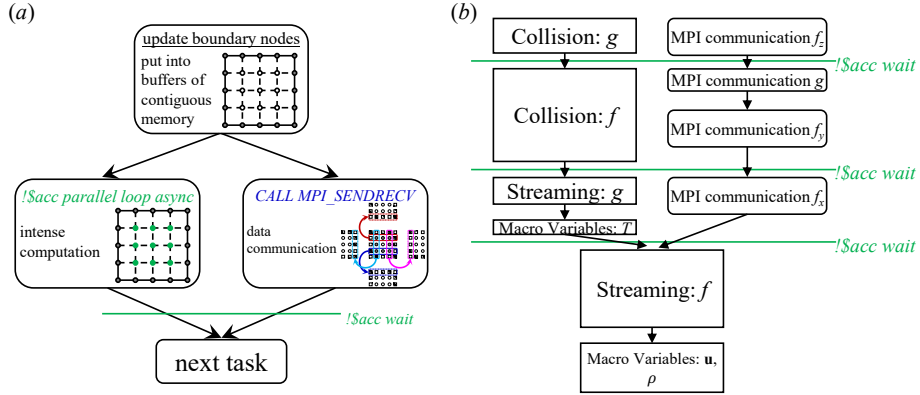 (a)
update boundary nodes
put into
buffers of
contiguous
memory
!$acc parallel loop async
intense
computation
CALL MPI_SENDRECV
data
communication
!$acc wait
next task
(b)
Collision: g
MPI communication f_z
!$acc wait
MPI communication g
Collision: f
MPI communication f_y
!$acc wait
Streaming: g
MPI communication f_x
Macro Variables: T
!$acc wait
Streaming: f
Macro Variables: u,
ρ